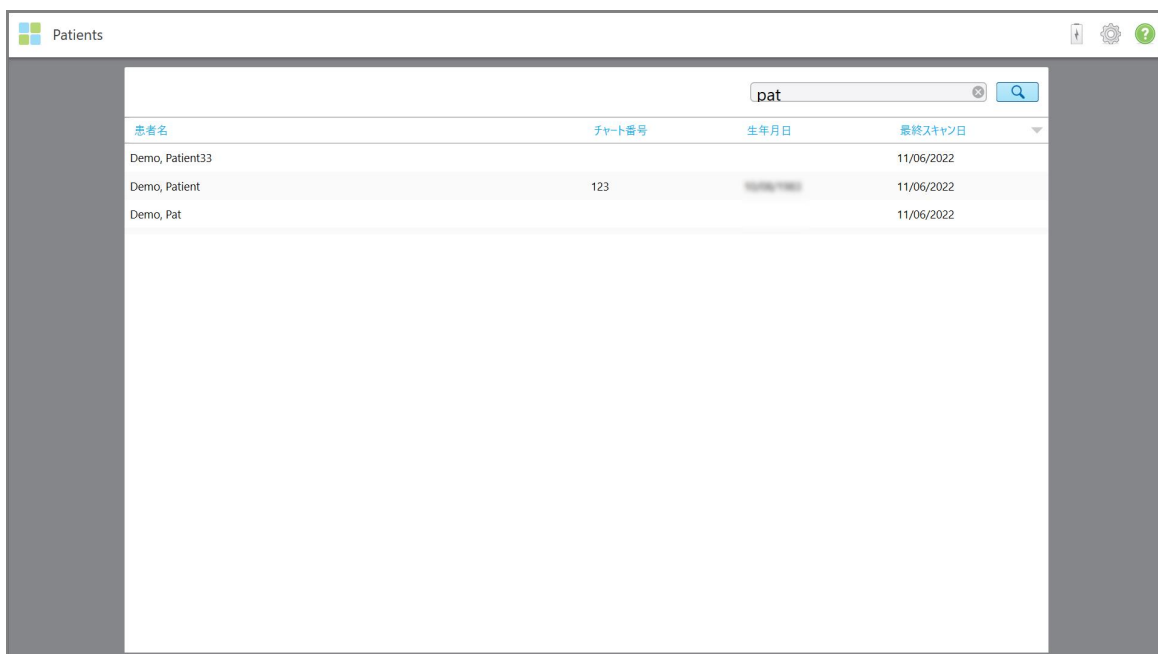 Patients
?
pat
患者名 チャート番号 生年月日 最終スキャン日
Demo, Patient33 11/06/2022
Demo, Patient 123 11/06/2022
Demo, Pat 11/06/2022